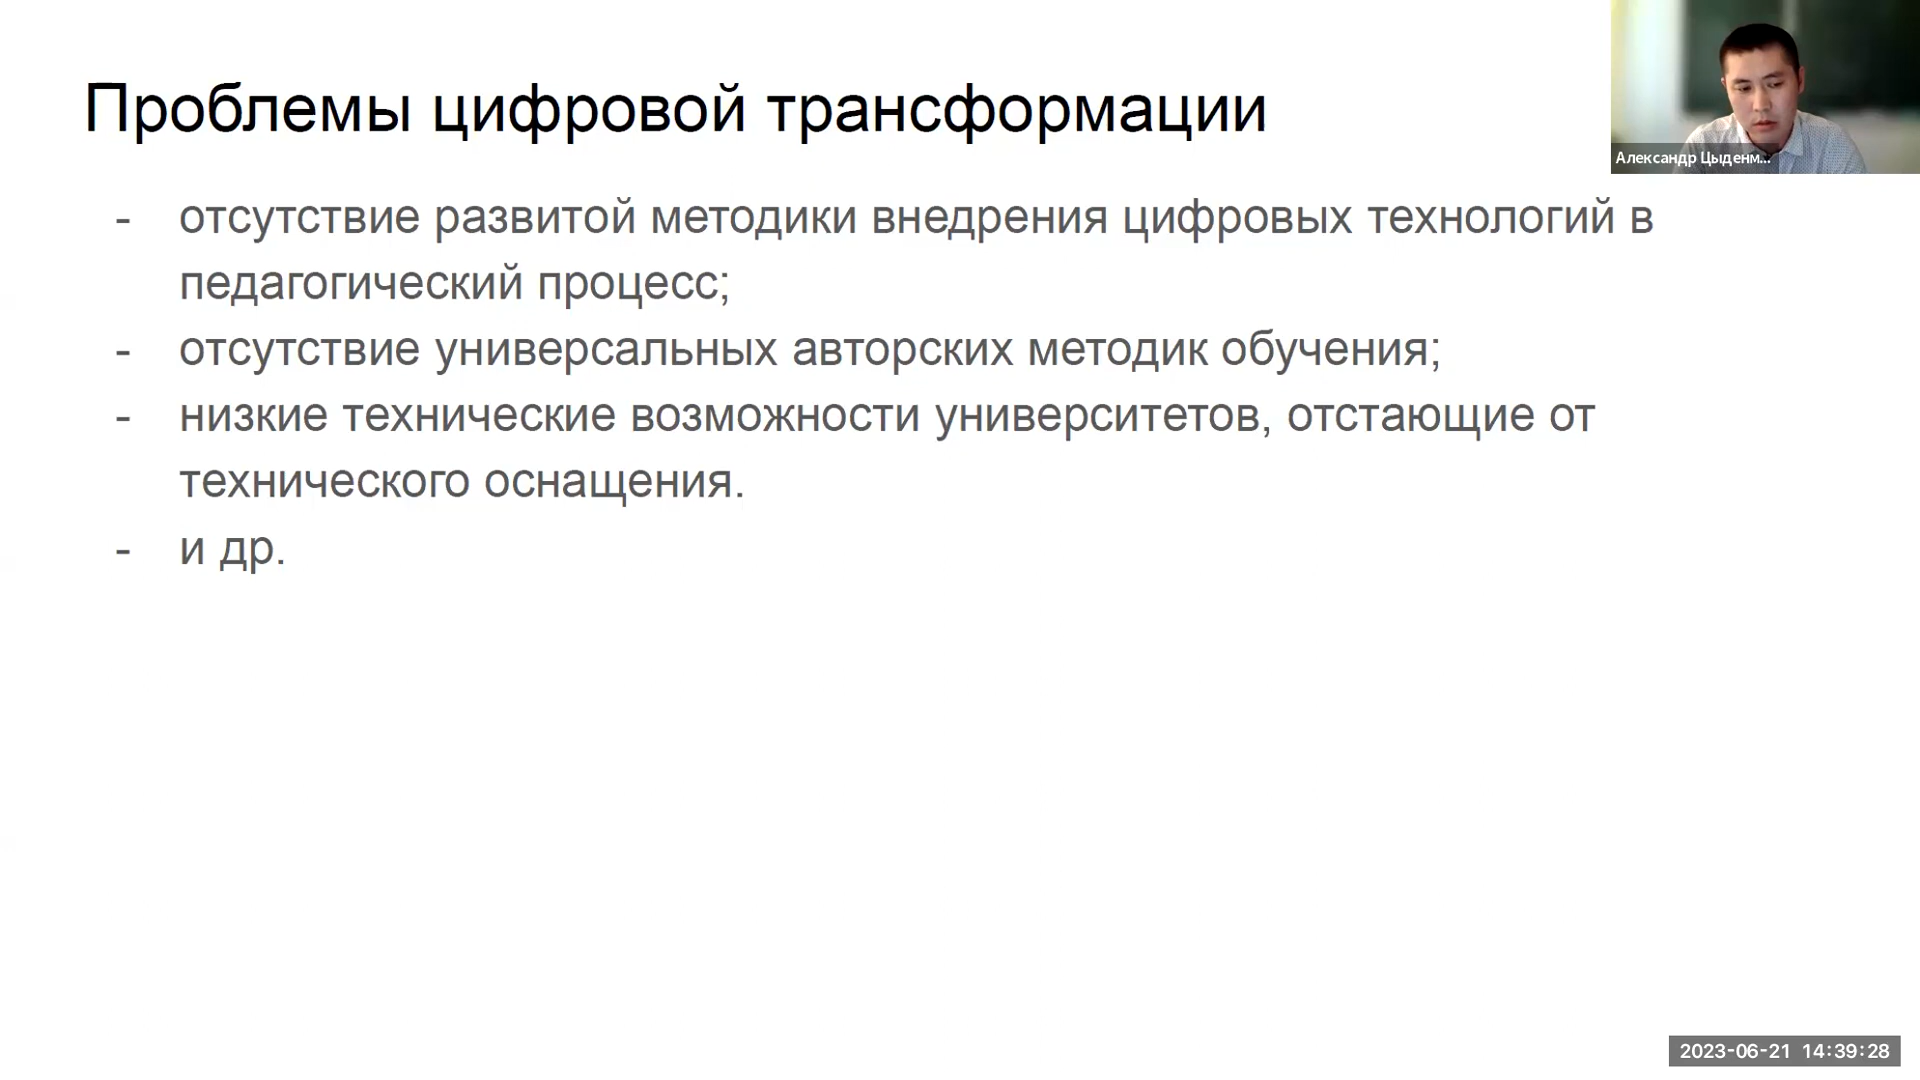 Проблемы цифровой трансформации
Александр Цыденм...
- отсутствие развитой методики внедрения цифровых технологий в
педагогический процесс;
- отсутствие универсальных авторских методик обучения;
- низкие технические возможности университетов, отстающие от
технического оснащения.
- и др.
2023-06-21 14:39:28